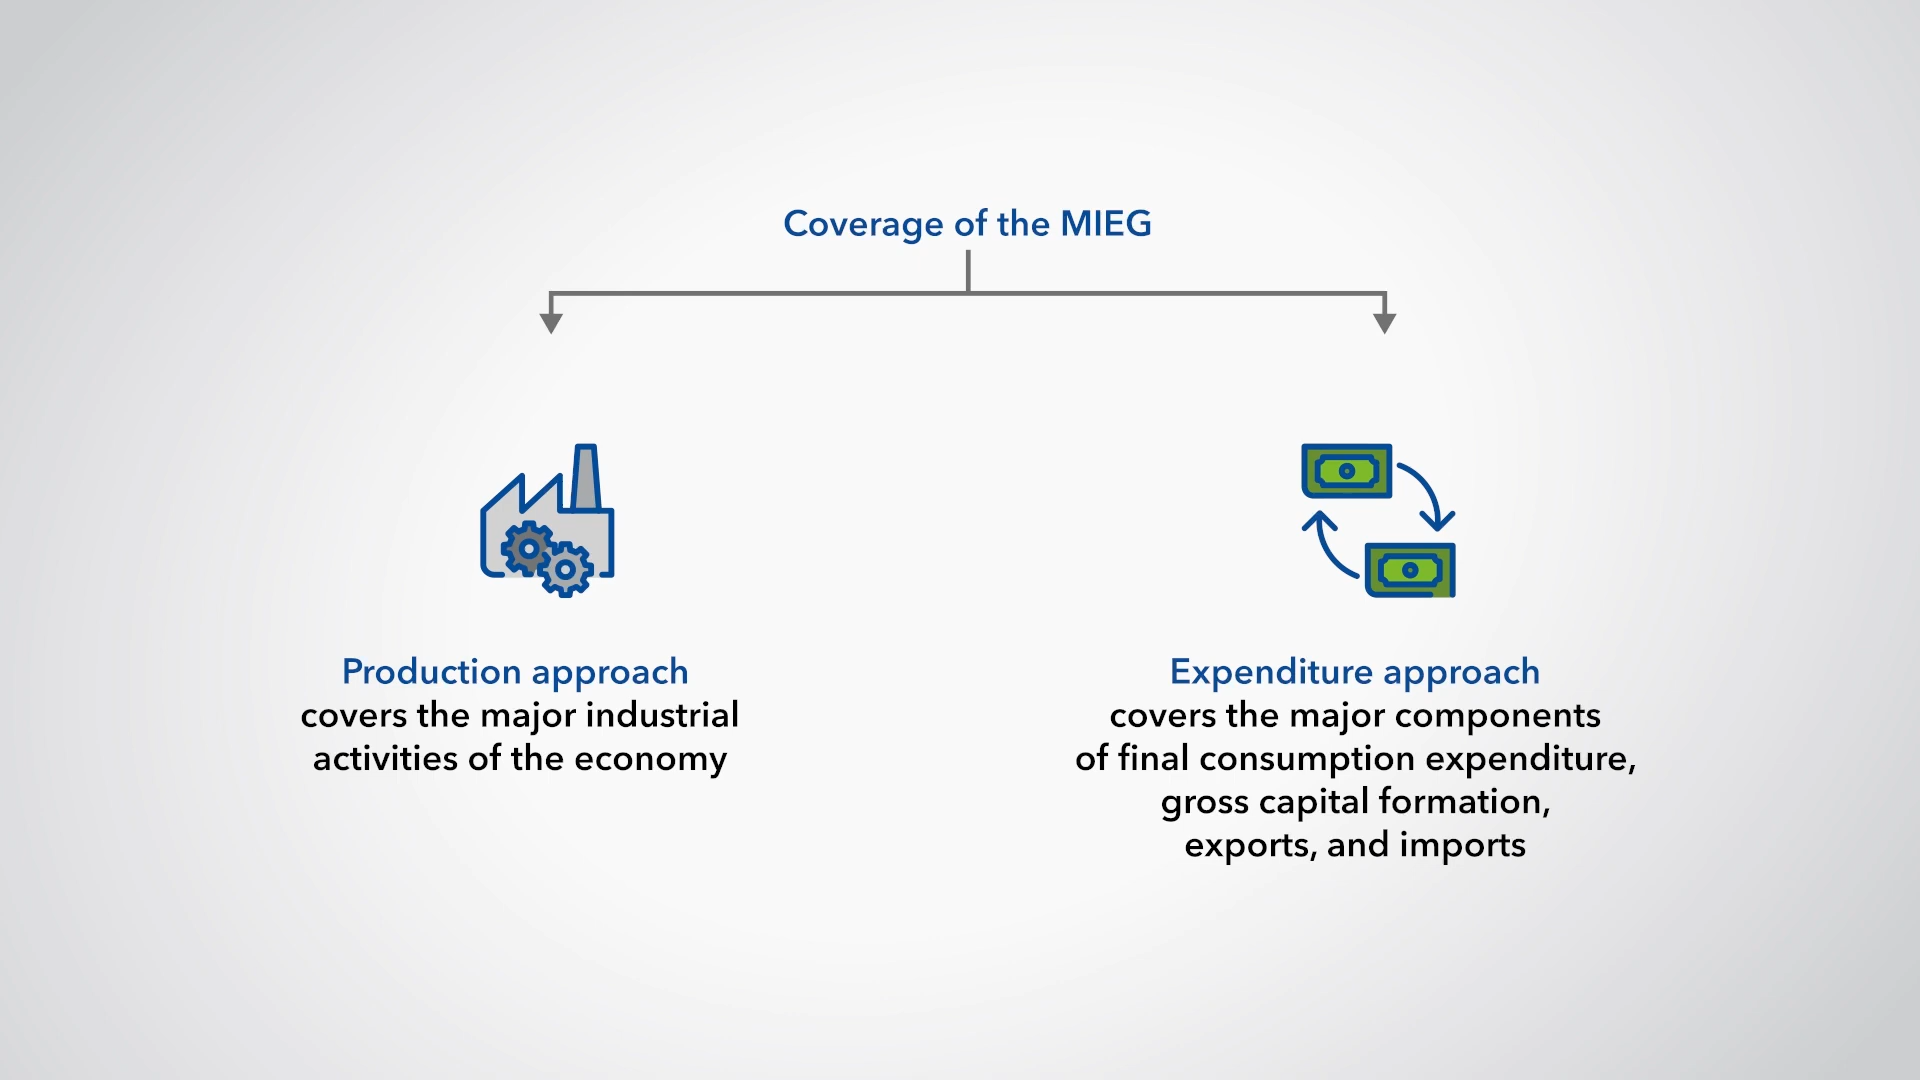 Coverage of the MIEG
Production approach
covers the major industrial
activities of the economy
Expenditure approach
covers the major components
of final consumption expenditure,
gross capital formation,
exports, and imports